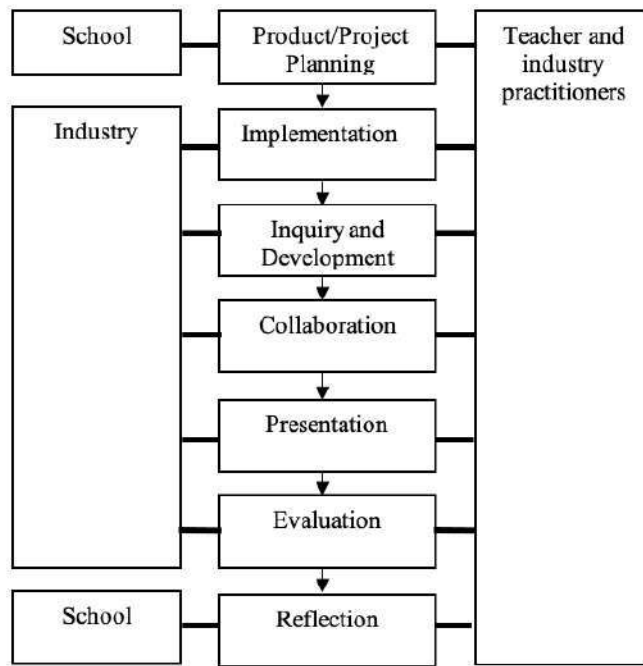 School
Product/Project
Planning
Teacher and
industry
practitioners
Industry
Implementation
Inquiry and
Development
Collaboration
Presentation
Evaluation
School
Reflection